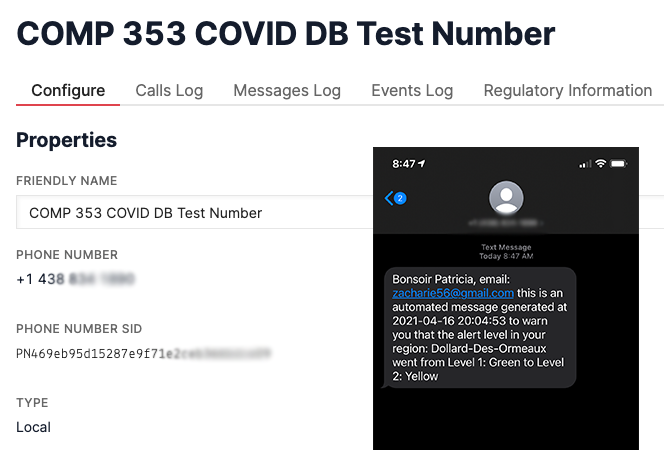 COMP 353 COVID DB Test Number
Configure
Calls Log
Messages Log
Events Log
Regulatory Information
Properties
FRIENDLY NAME
COMP 353 COVID DB Test Number
PHONE NUMBER
+1 438
PHONE NUMBER SID
PN469eb95d15287e9f71e2
TYPE
Local
8:47
2
Text Message
Today 8:47 AM
Bonsoir Patricia, email:
zacharie56@gmail.com this is an
automated message generated at
2021-04-16 20:04:53 to warn
you that the alert level in your
region: Dollard-Des-Ormeaux
went from Level 1: Green to Level
2: Yellow